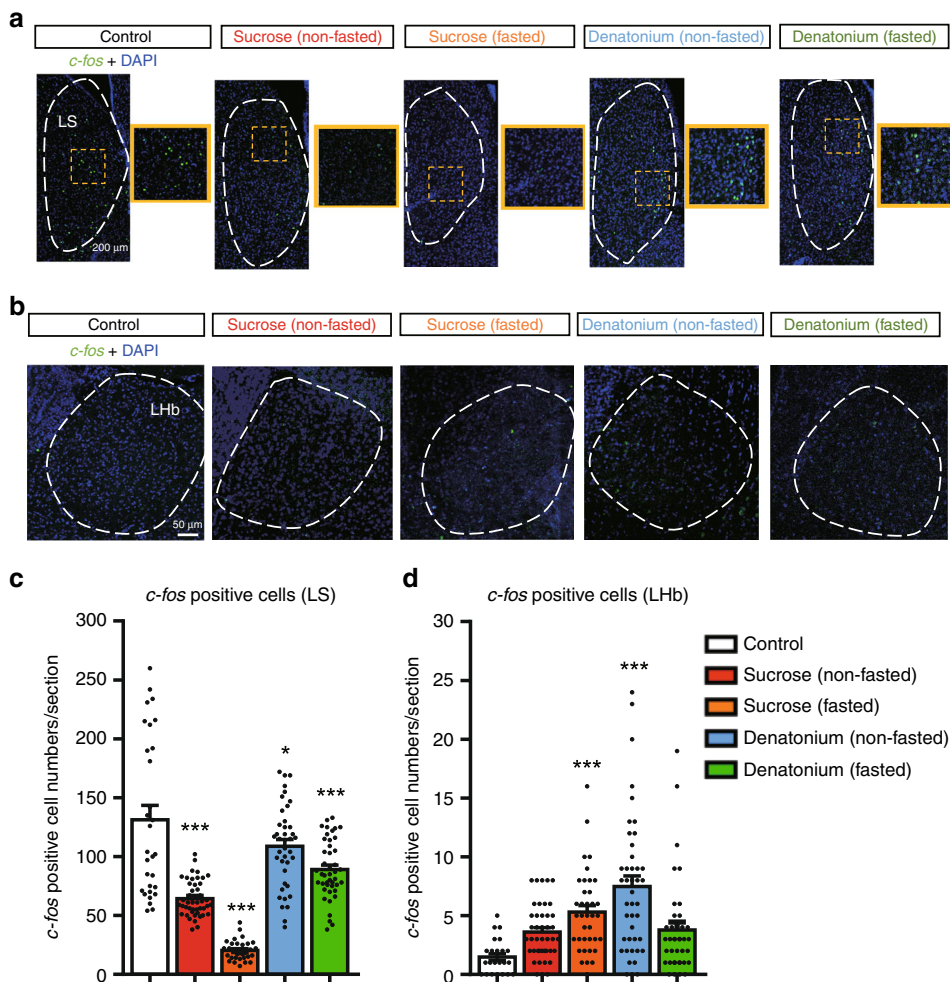 a
Control
Sucrose (non-fasted)
Sucrose (fasted)
Denatonium (non-fasted)
Denatonium (fasted)
c-fos + DAPI
LS
200 μm
b
Control
Sucrose (non-fasted)
Sucrose (fasted)
Denatonium (non-fasted)
Denatonium (fasted)
c-fos + DAPI
LHb
50 μm
c
c-fos positive cells (LS)
c-fos positive cell numbers/section
300
250
200
150
100
50
0
***
***
*
***
d
c-fos positive cells (LHb)
c-fos positive cell numbers/section
30
25
20
15
10
5
0
***
***
Control
Sucrose (non-fasted)
Sucrose (fasted)
Denatonium (non-fasted)
Denatonium (fasted)